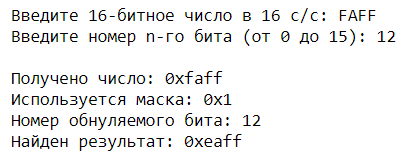 Введите 16-битное число в 16 с/с: FAFF
Введите номер n-го бита (от 0 до 15): 12
Получено число: 0xfaff
Используется маска: 0x1
Номер обнуляемого бита: 12
Найден результат: 0xeaff